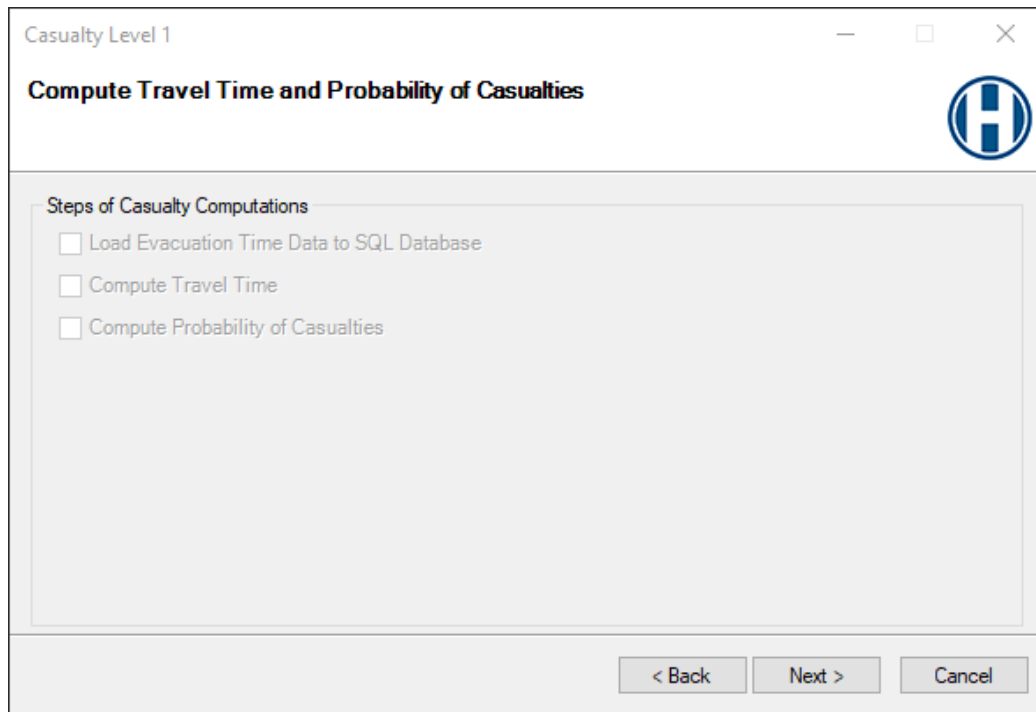 Casualty Level 1
Compute Travel Time and Probability of Casualties
Steps of Casualty Computations
Load Evacuation Time Data to SQL Database
Compute Travel Time
Compute Probability of Casualties
< Back
Next >
Cancel